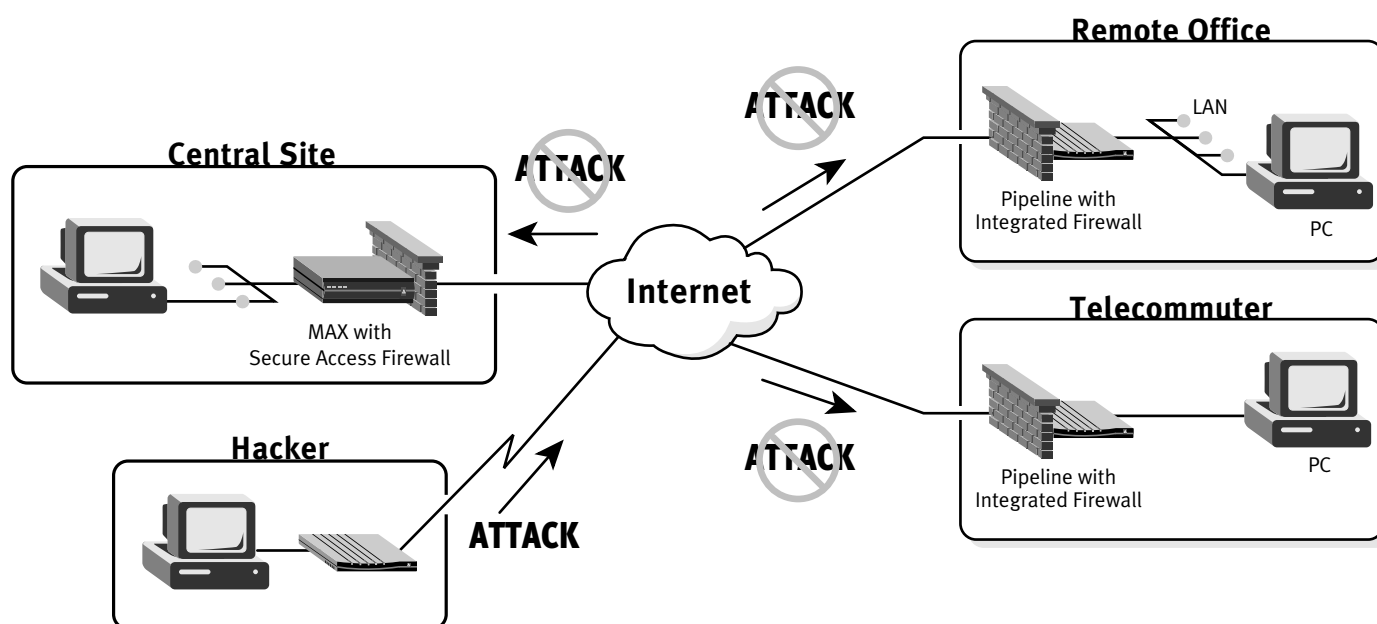 Remote Office
ATTACK
LAN
Central Site
ATTACK
Pipeline with
Integrated Firewall
PC
Internet
MAX with
Secure Access Firewall
Telecommuter
Hacker
ATTACK
PC
Pipeline with
Integrated Firewall
ATTACK